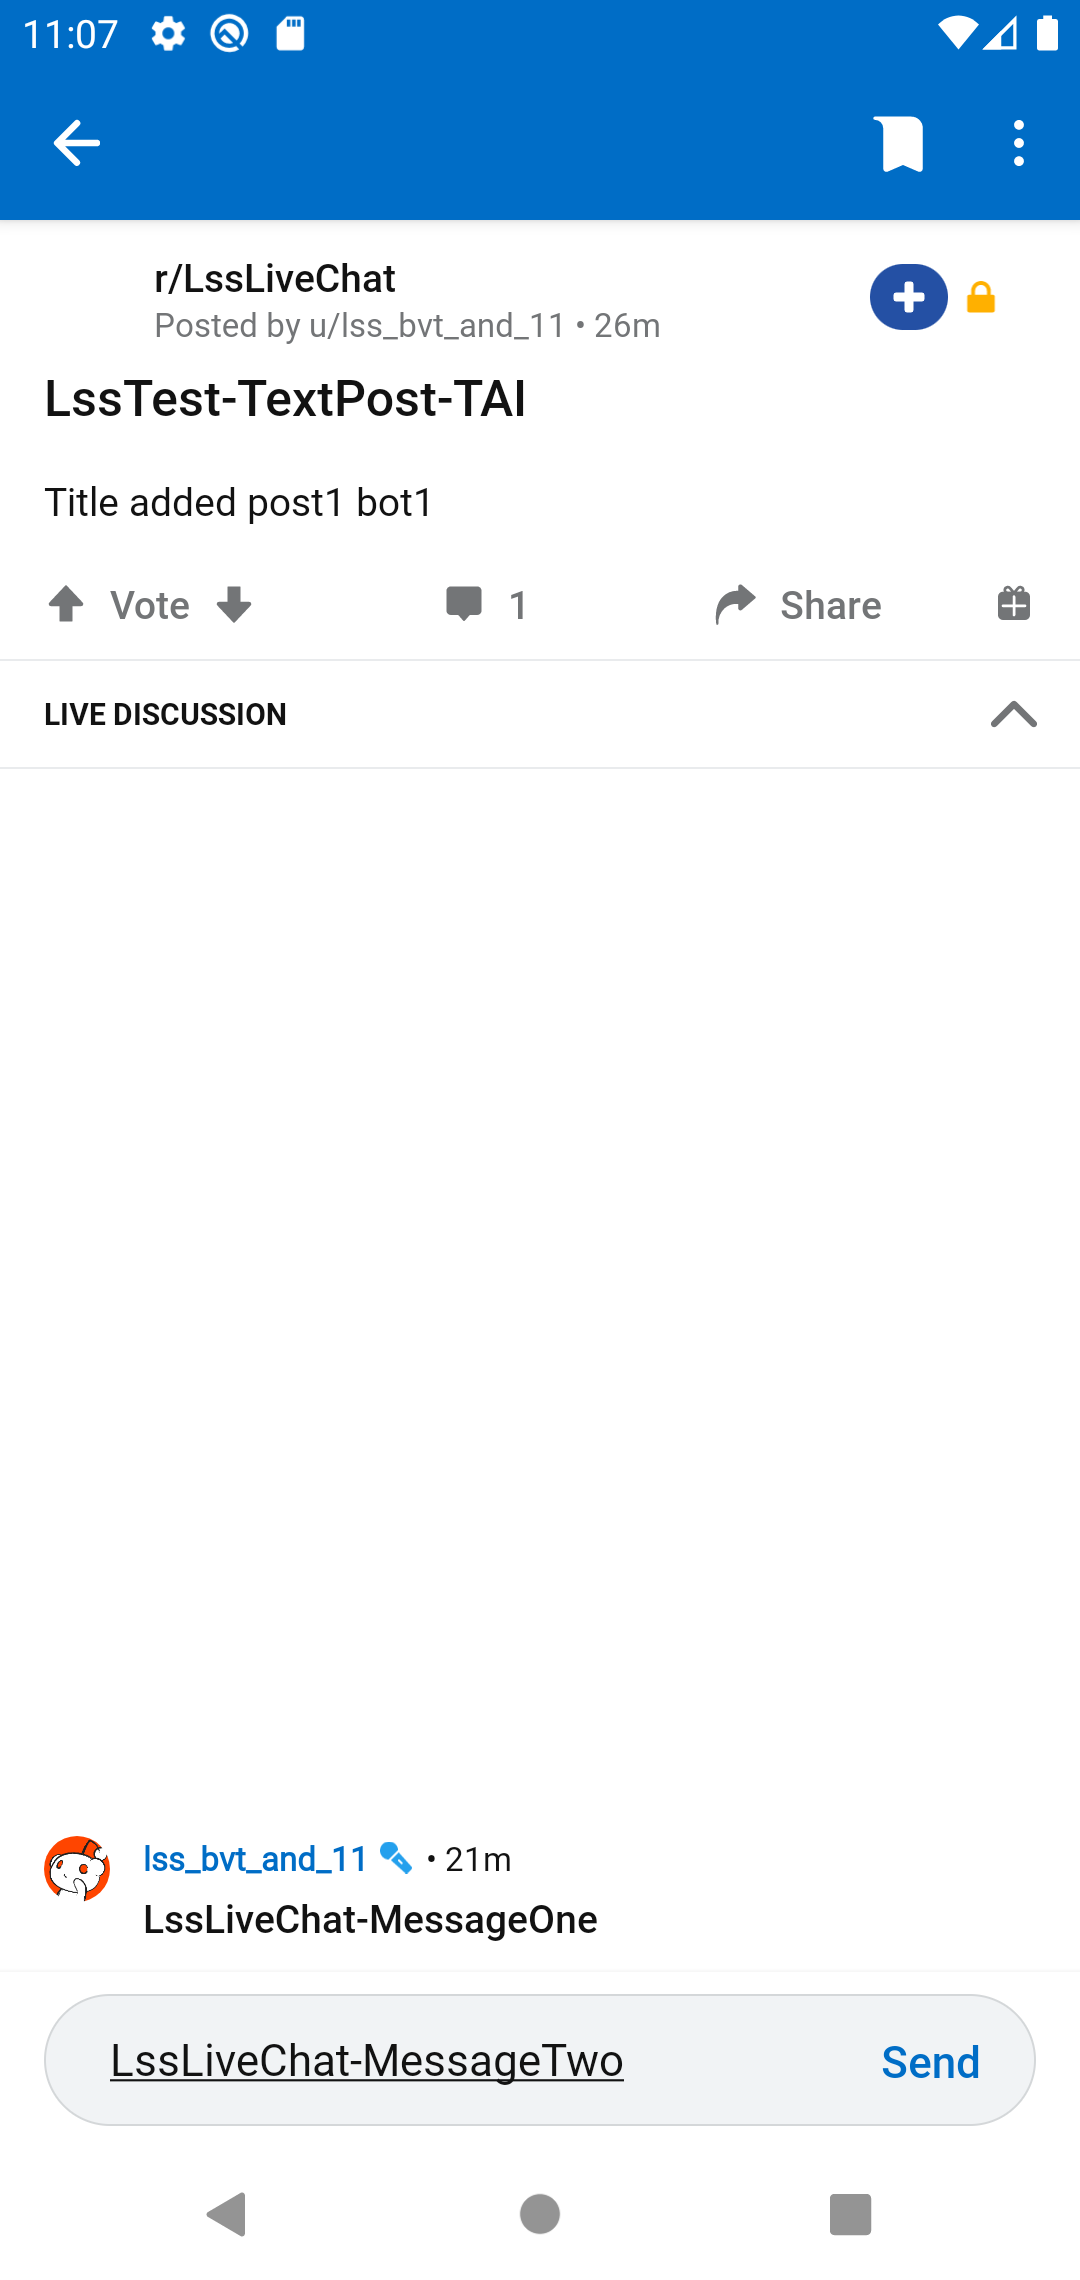 11:07
r/LssLiveChat
Posted by u/lss_bvt_and_11 • 26m
LssTest-TextPost-TAI
Title added post1 bot1
Vote 1 Share
LIVE DISCUSSION
lss_bvt_and_11 • 21m
LssLiveChat-MessageOne
LssLiveChat-MessageTwo Send